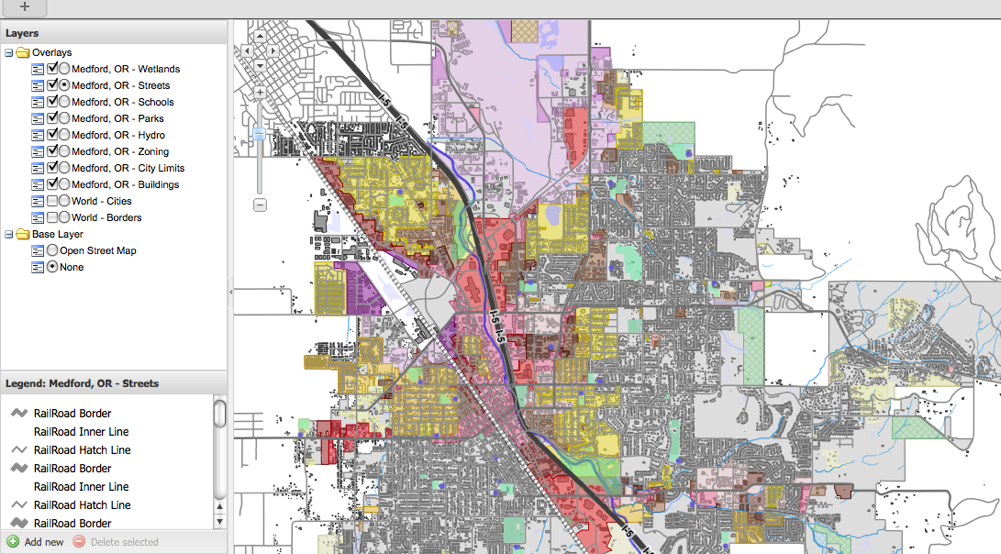 Layers
Overlays
Medford, OR - Wetlands
Medford, OR - Streets
Medford, OR - Schools
Medford, OR - Parks
Medford, OR - Hydro
Medford, OR - Zoning
Medford, OR - City Limits
Medford, OR - Buildings
World - Cities
World - Borders
Base Layer
Open Street Map
None
Legend: Medford, OR - Streets
RailRoad Border
RailRoad Inner Line
RailRoad Hatch Line
RailRoad Border
RailRoad Inner Line
RailRoad Hatch Line
RailRoad Border
Add new
Delete selected
I-5
I-5
I-5
I-5
I-5